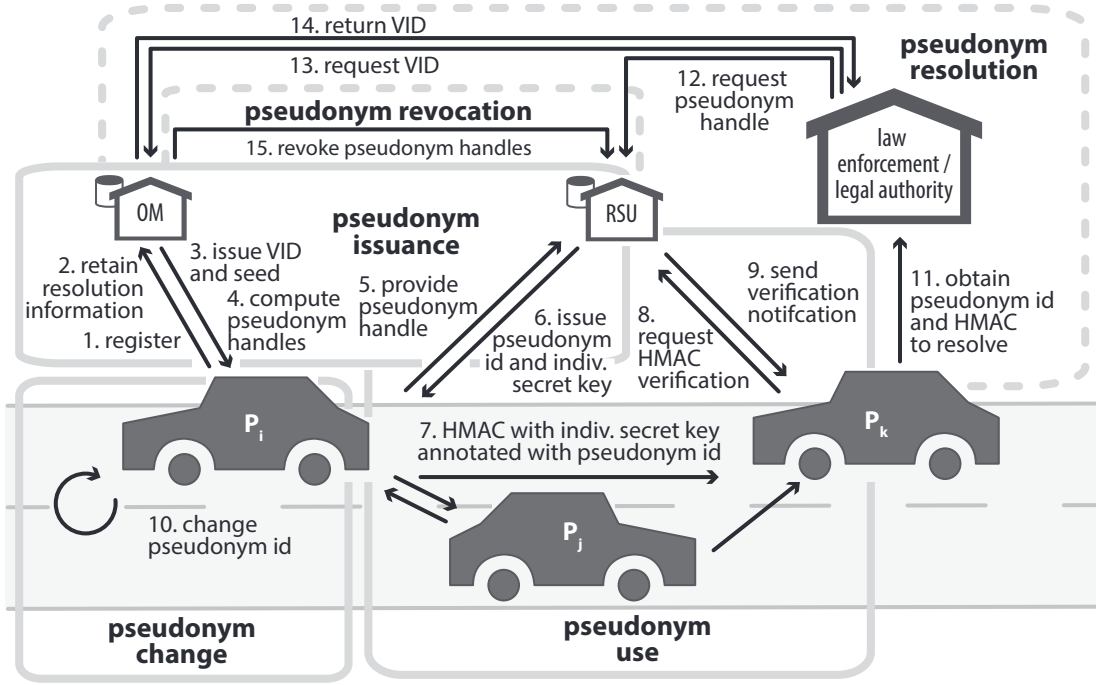 14. return VID
13. request VID
pseudonym
resolution
12. request
pseudonym
handle
pseudonym revocation
15. revoke pseudonym handles
law
enforcement /
legal authority
OM
RSU
pseudonym
issuance
2. retain
resolution
information
3. issue VID
and seed
4. compute
pseudonym
handles
1. register
5. provide
pseudonym
handle
6. issue
pseudonym
id and indiv.
secret key
8.
request
HMAC
verification
9. send
verification
notifcation
11. obtain
pseudonym id
and HMAC
to resolve
Pi
Pk
7. HMAC with indiv. secret key
annotated with pseudonym id
10. change
pseudonym id
Pj
pseudonym
change
pseudonym
use